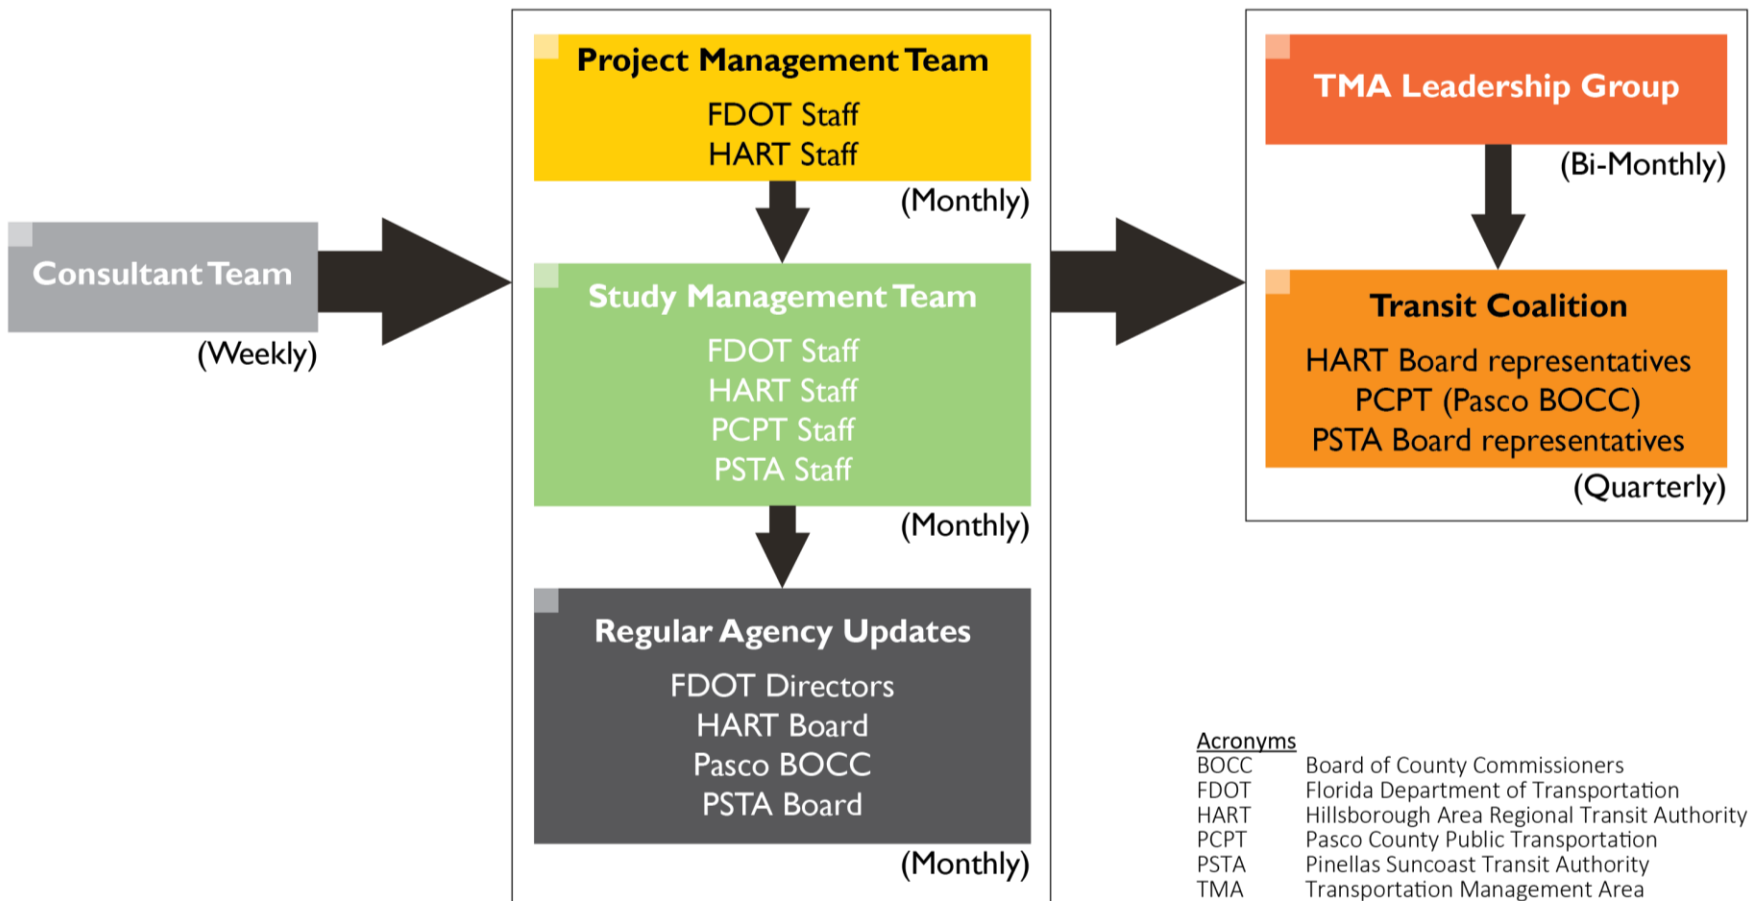 Consultant Team
(Weekly)
Project Management Team
FDOT Staff
HART Staff
(Monthly)
Study Management Team
FDOT Staff
HART Staff
PCPT Staff
PSTA Staff
(Monthly)
Regular Agency Updates
FDOT Directors
HART Board
Pasco BOCC
PSTA Board
(Monthly)
TMA Leadership Group
(Bi-Monthly)
Transit Coalition
HART Board representatives
PCPT (Pasco BOCC)
PSTA Board representatives
(Quarterly)
Acronyms
BOCC Board of County Commissioners
FDOT Florida Department of Transportation
HART Hillsborough Area Regional Transit Authority
PCPT Pasco County Public Transportation
PSTA Pinellas Suncoast Transit Authority
TMA Transportation Management Area